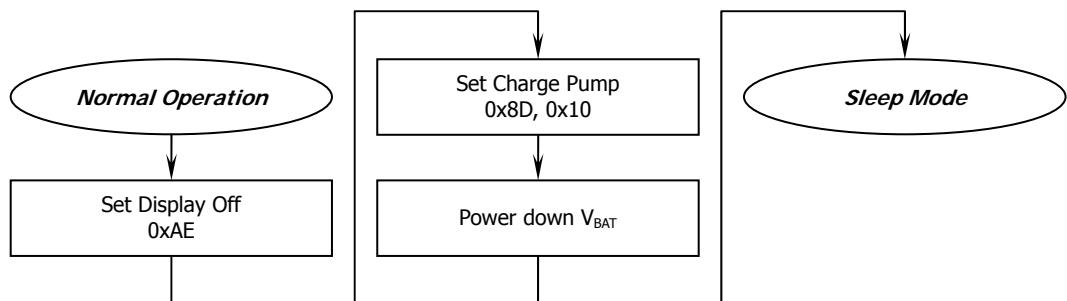 Normal Operation
Set Display Off
0xAE
Set Charge Pump
0x8D, 0x10
Power down VBAT
Sleep Mode